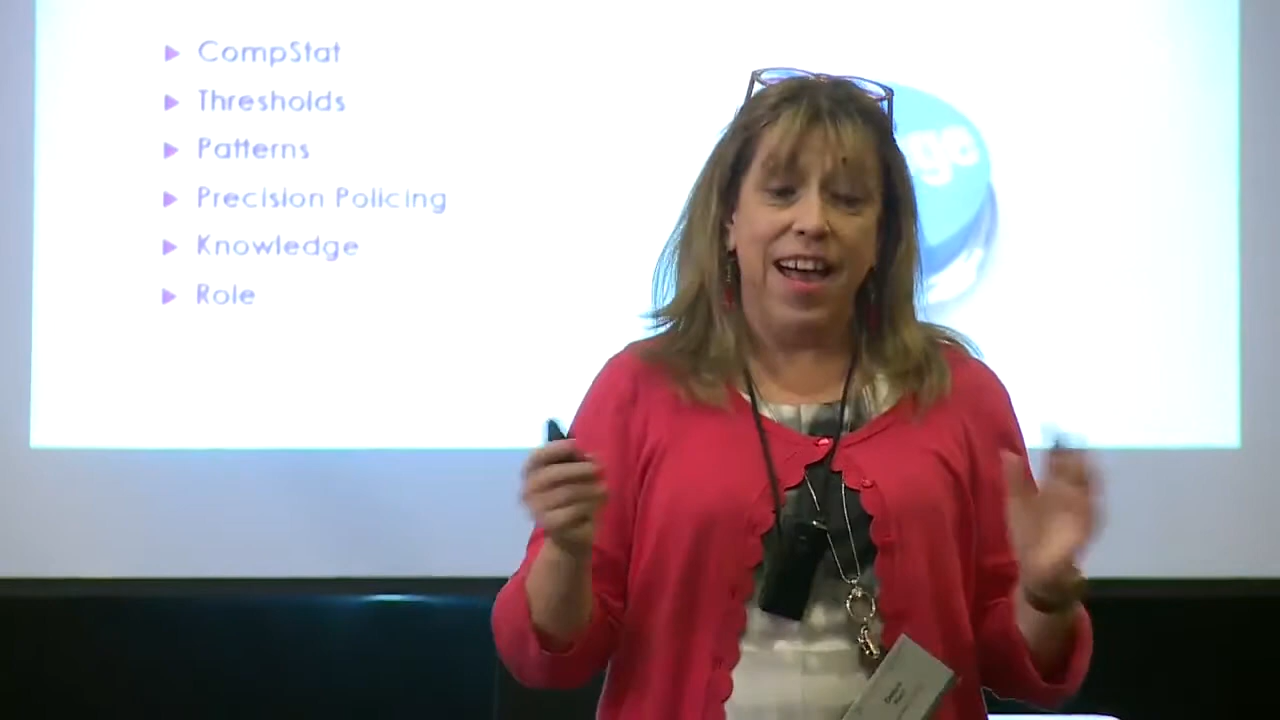 CompStat
Thresholds
Patterns
Precision Policing
Knowledge
Role